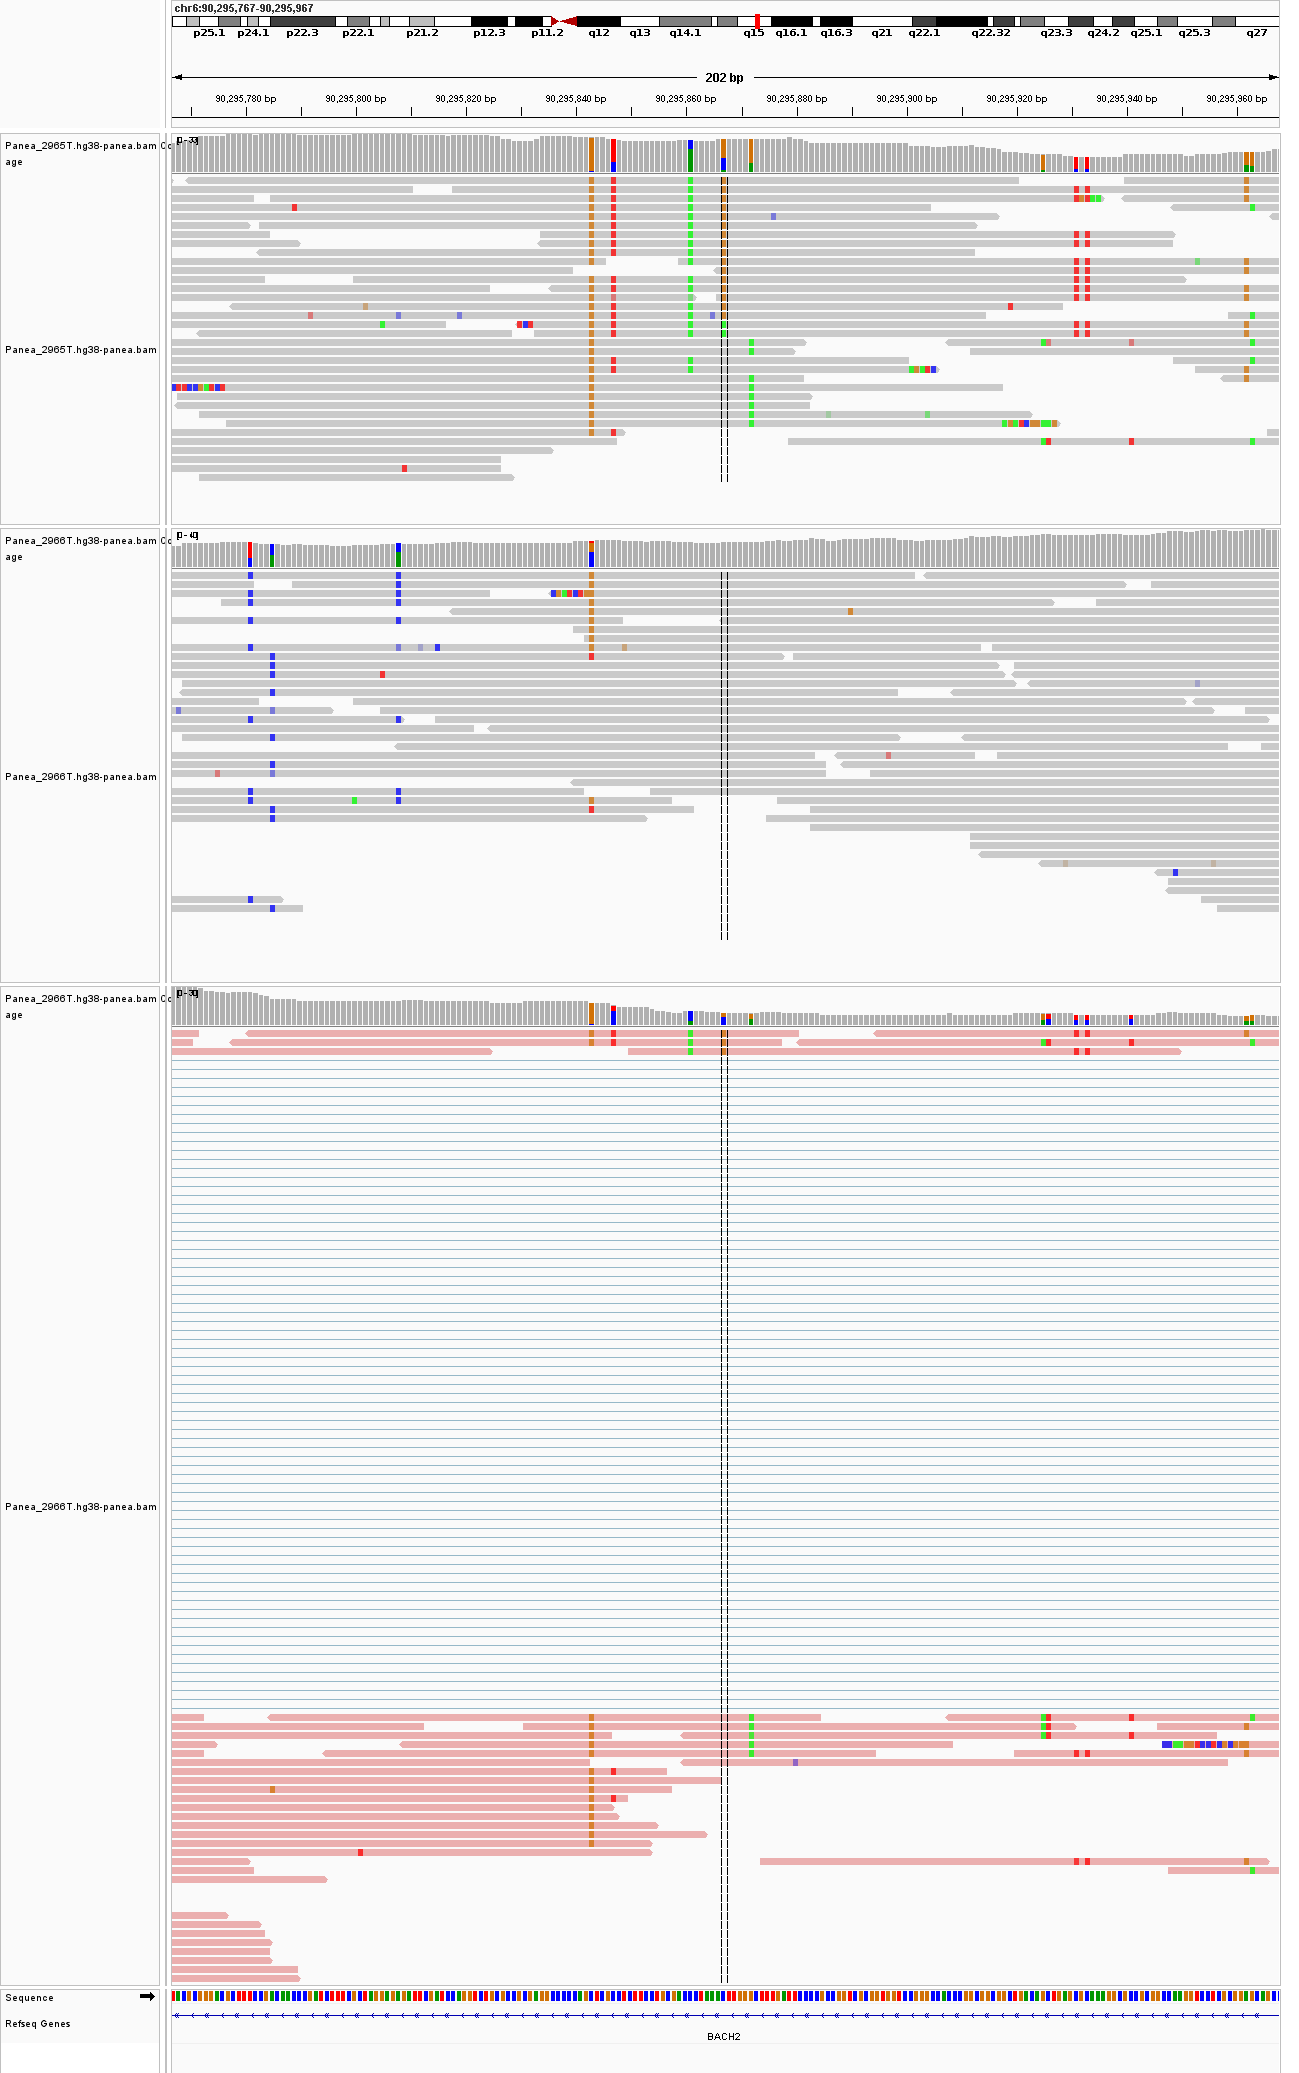 chr6:90,295,767-90,295,967
p25.1 p24.1 p22.3 p22.1 p21.2 p12.3 p11.2 q12 q13 q14.1 q15 q16.1 q16.3 q21 q22.1 q22.32 q23.3 q24.2 q25.1 q25.3 q27
202 bp
90,295,780 bp 90,295,800 bp 90,295,820 bp 90,295,840 bp 90,295,860 bp 90,295,880 bp 90,295,900 bp 90,295,920 bp 90,295,940 bp 90,295,960 bp
Panea_2965T.hg38-panea.bam Co
age
[0 - 33]
Panea_2965T.hg38-panea.bam
Panea_2966T.hg38-panea.bam Co
age
[0 - 40]
Panea_2966T.hg38-panea.bam
Panea_2966T.hg38-panea.bam Co
age
[0 - 30]
Panea_2966T.hg38-panea.bam
Sequence
Refseq Genes
BACH2